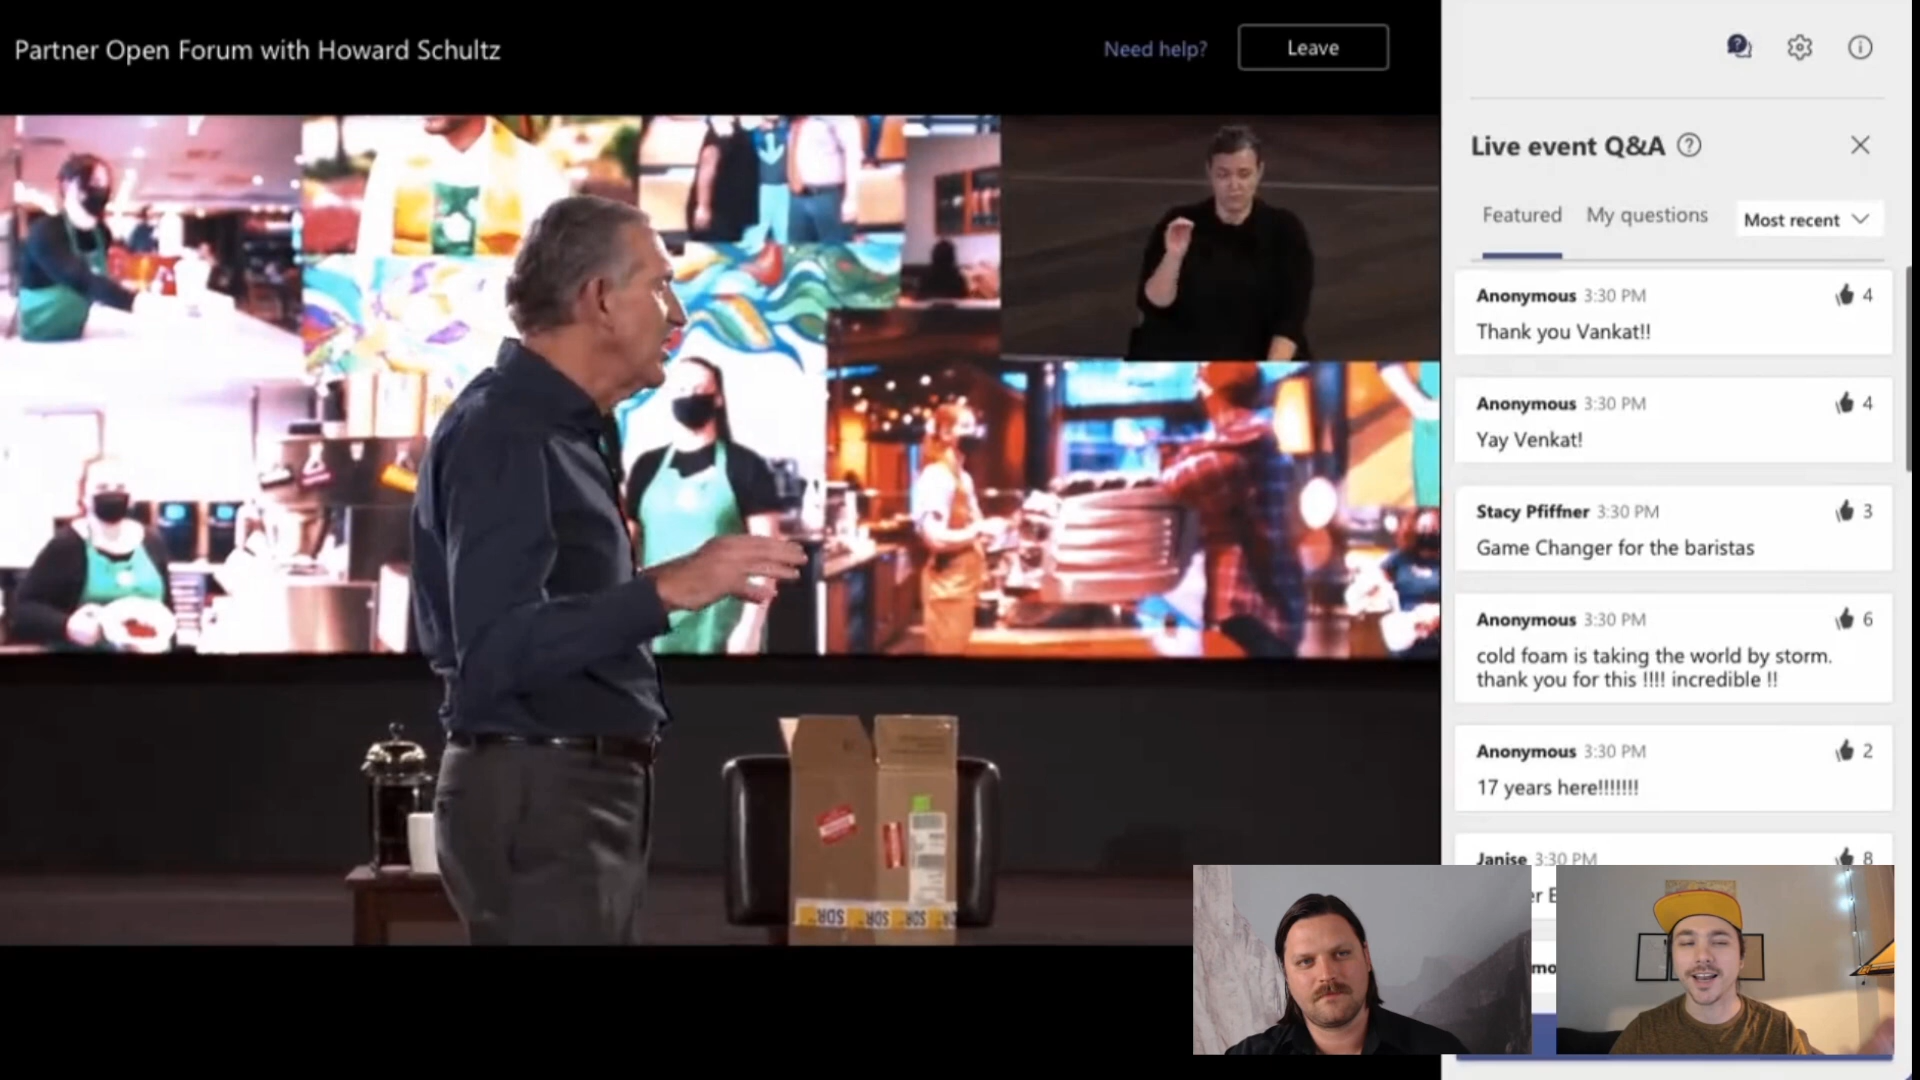 Partner Open Forum with Howard Schultz
Need help?
Leave
Live event Q&A
Featured
My questions
Most recent
Anonymous 3:30 PM
4
Thank you Vankat!!
Anonymous 3:30 PM
4
Yay Venkat!
Stacy Pfiffner 3:30 PM
3
Game Changer for the baristas
Anonymous 3:30 PM
6
cold foam is taking the world by storm.
thank you for this !!!! incredible !!
Anonymous 3:30 PM
2
17 years here!!!!!!!
Janise 3:30 PM
8
SDR SDR SDR